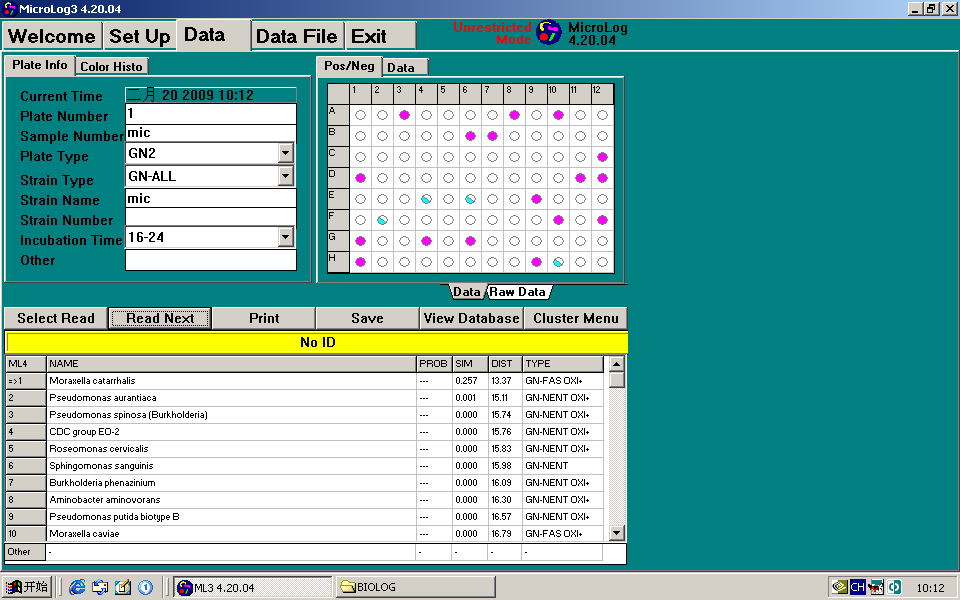 MicroLog3 4.20.04
Welcome Set Up Data Data File Exit
Unrestricted Mode
MicroLog 4.20.04
Plate Info Color Histo
Current Time 二月 20 2009 10:12
Plate Number 1
Sample Number mic
Plate Type GN2
Strain Type GN-ALL
Strain Name mic
Strain Number
Incubation Time 16-24
Other
Pos/Neg Data
1 2 3 4 5 6 7 8 9 10 11 12
A
B
C
D
E
F
G
H
Data Raw Data
Select Read Read Next Print Save View Database Cluster Menu
No ID
ML4 NAME PROB SIM DIST TYPE
=>1 Moraxella catarrhalis --- 0.257 13.37 GN-FAS OXI+
2 Pseudomonas aurantiaca --- 0.001 15.11 GN-NENT OXI+
3 Pseudomonas spinosa (Burkholderia) --- 0.000 15.74 GN-NENT OXI+
4 CDC group EO-2 --- 0.000 15.76 GN-NENT OXI+
5 Roseomonas cervicalis --- 0.000 15.83 GN-NENT OXI+
6 Sphingomonas sanguinis --- 0.000 15.98 GN-NENT
7 Burkholderia phenazinium --- 0.000 16.09 GN-NENT OXI+
8 Aminobacter aminovorans --- 0.000 16.30 GN-NENT OXI+
9 Pseudomonas putida biotype B --- 0.000 16.57 GN-NENT OXI+
10 Moraxella caviae --- 0.000 16.79 GN-FAS OXI+
Other - - - - -
开始 ML3 4.20.04 BIOLOG CH 10:12